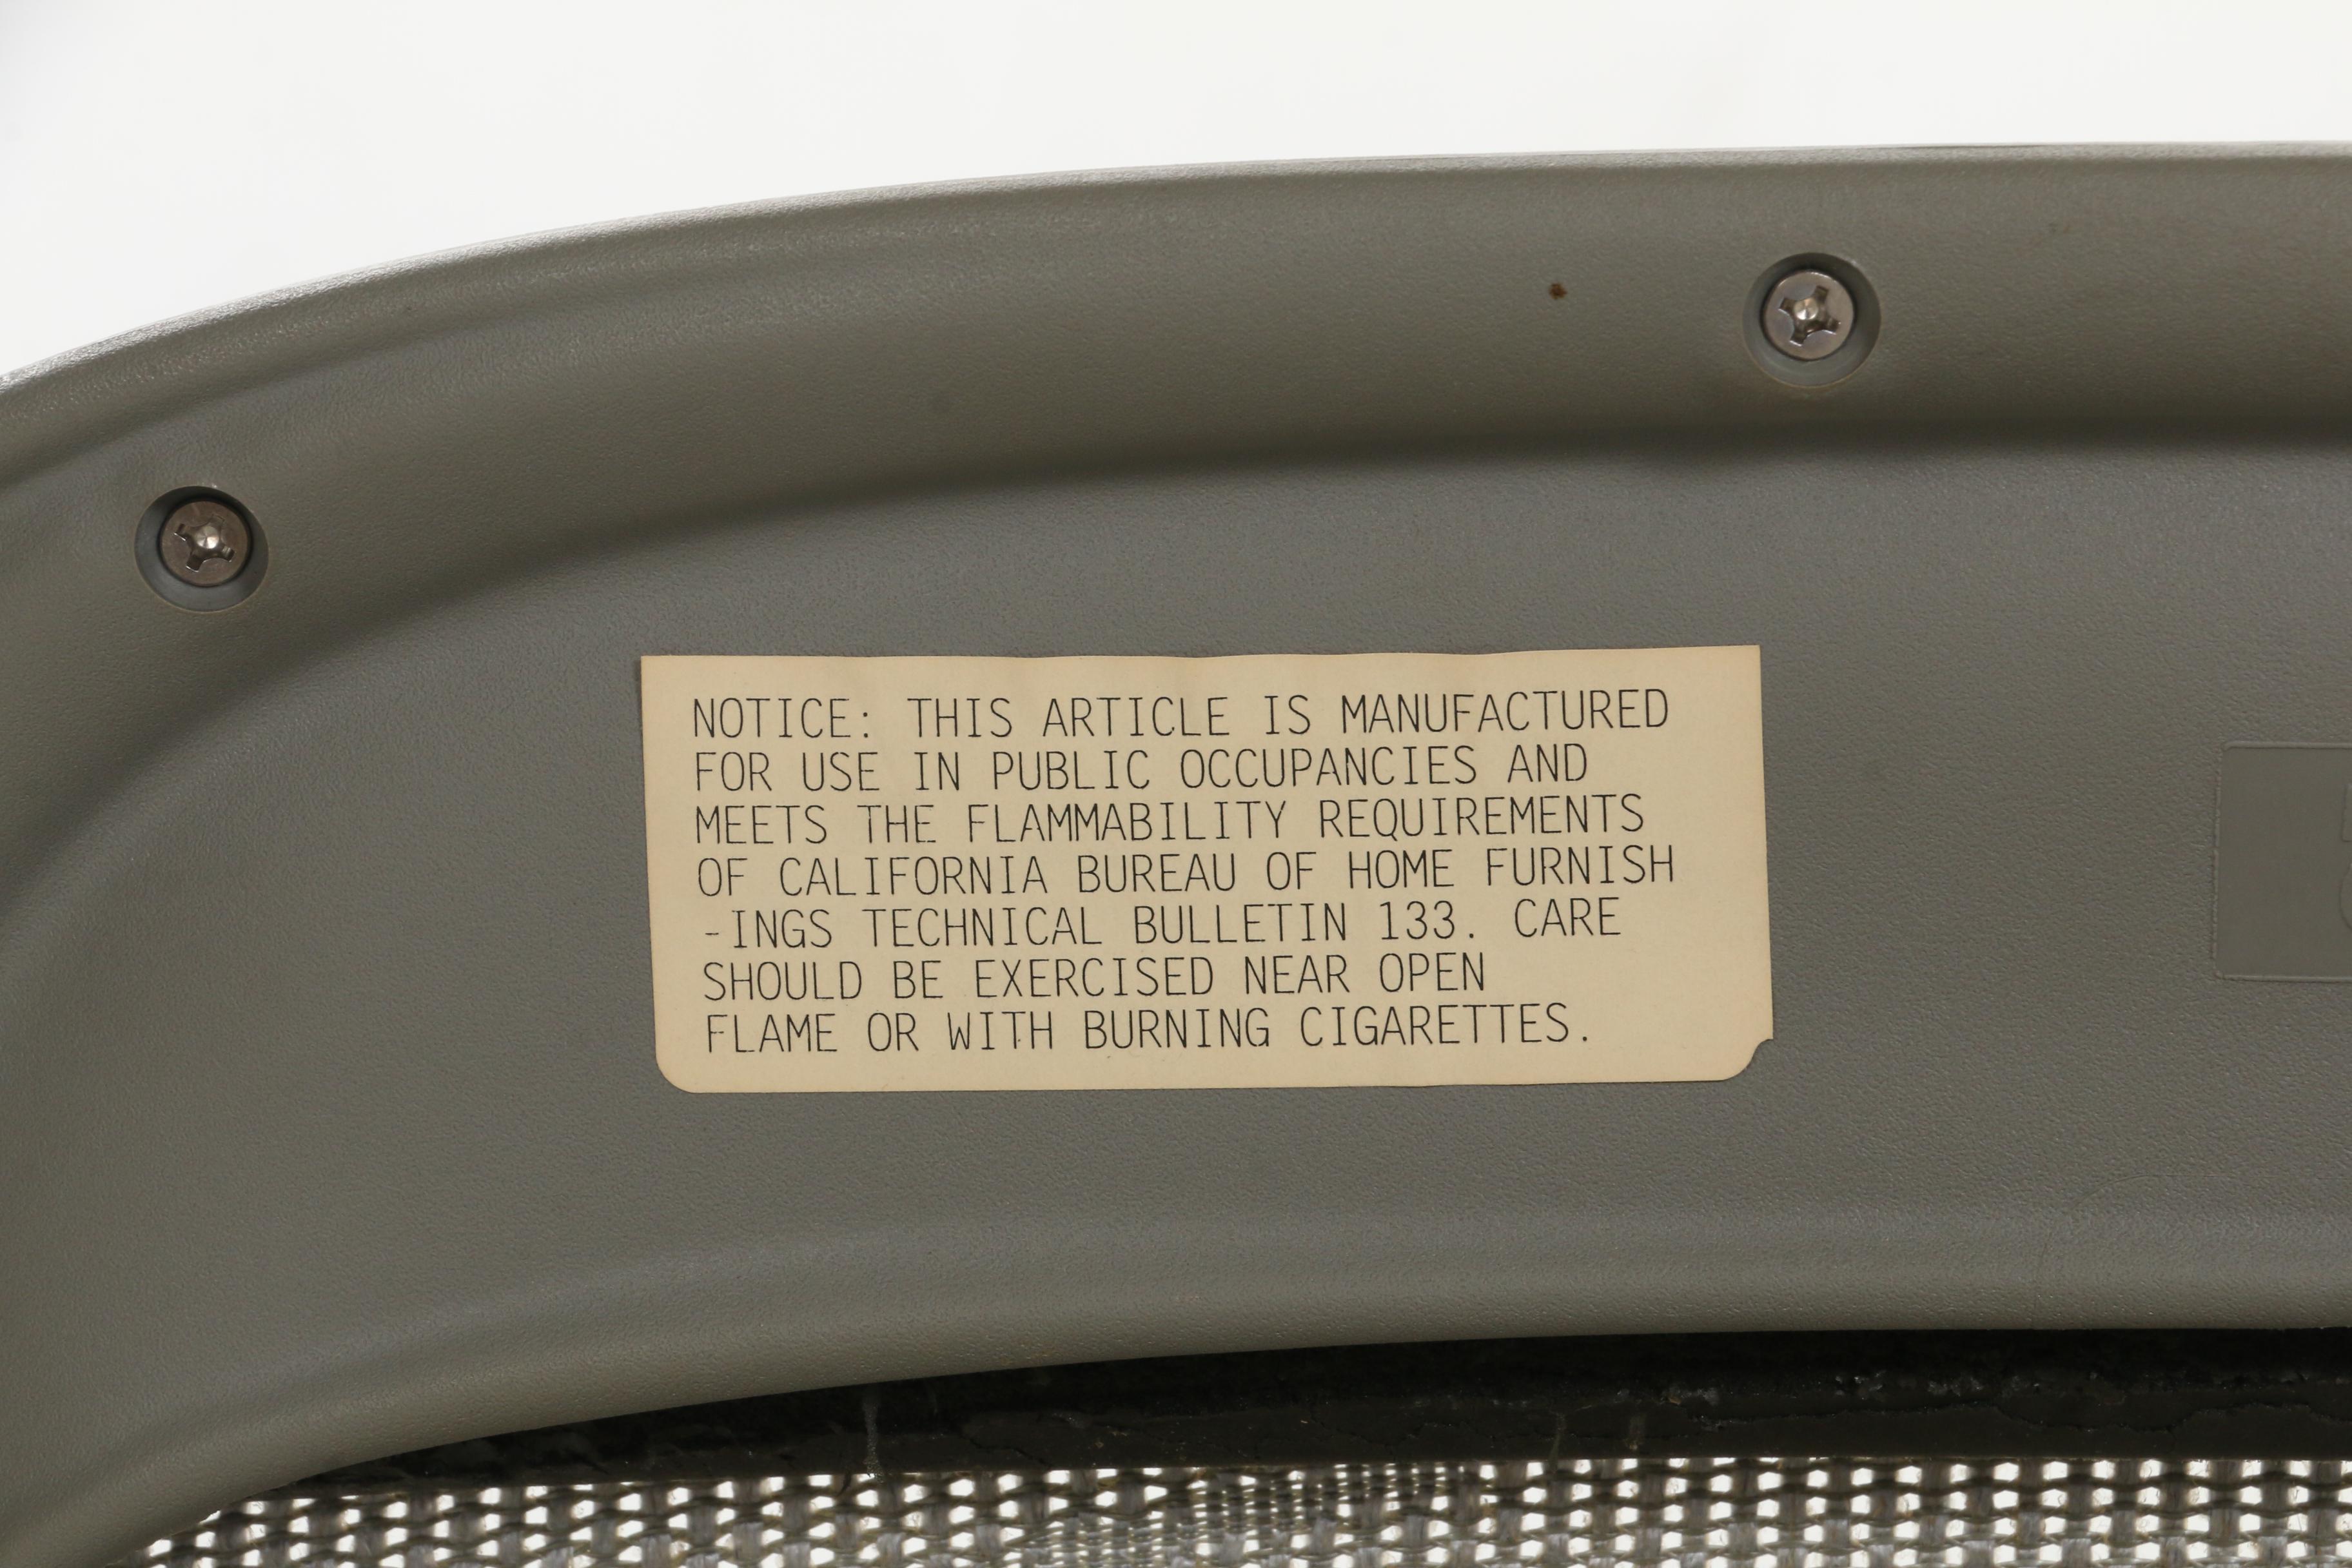 NOTICE: THIS ARTICLE IS MANUFACTURED
FOR USE IN PUBLIC OCCUPANCIES AND
MEETS THE FLAMMABILITY REQUIREMENTS
OF CALIFORNIA BUREAU OF HOME FURNISH
-INGS TECHNICAL BULLETIN 133. CARE
SHOULD BE EXERCISED NEAR OPEN
FLAME OR WITH BURNING CIGARETTES.